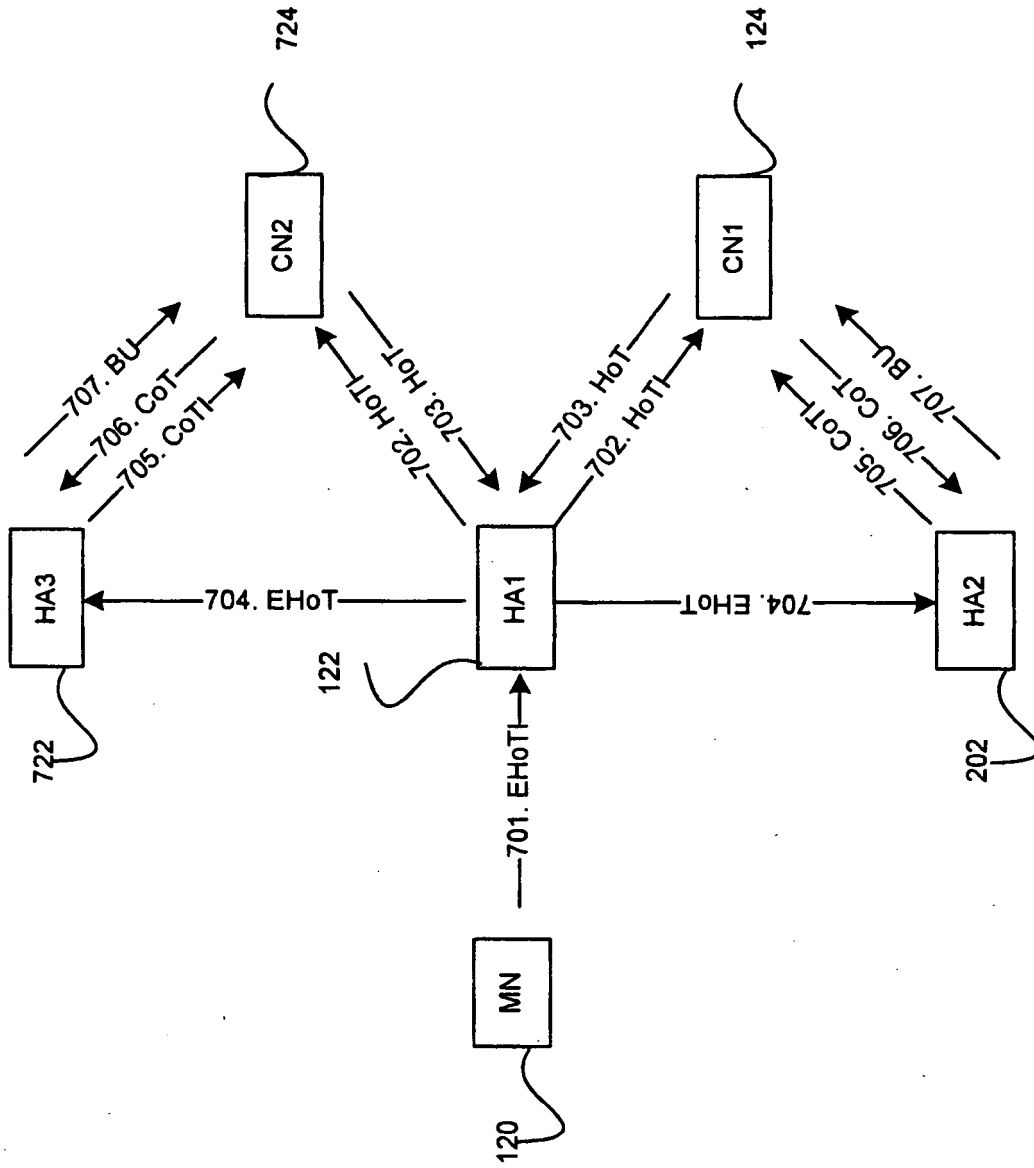 724
124
CN2
CN1
707. BU
706. CoT
705. CoTI
703. HoT
702. HoTI
703. HoT
702. HoTI
707. BU
706. CoT
705. CoTI
HA3
704. EHoT
HA1
704. EHoT
HA2
722
122
202
701. EHoTI
MN
120